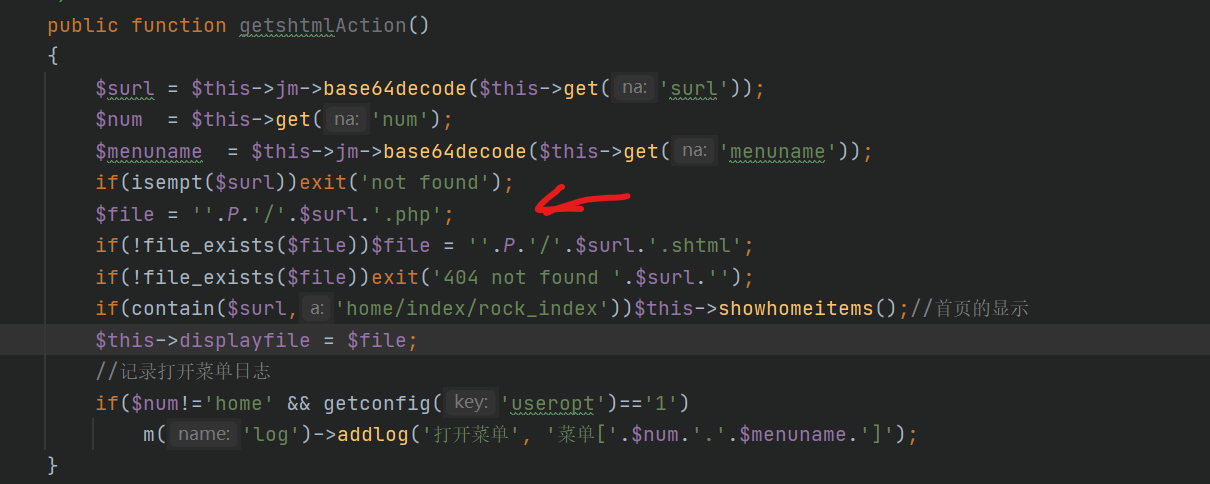 public function getshtmlAction()
{
$surl = $this->jm->base64decode($this->get( na: 'surl'));
$num  = $this->get( na: 'num');
$menuname  = $this->jm->base64decode($this->get( na: 'menuname'));
if(isempt($surl))exit('not found');
$file = ''.P.'/'.$surl.'.php';
if(!file_exists($file))$file = ''.P.'/'.$surl.'.shtml';
if(!file_exists($file))exit('404 not found '.$surl.'');
if(contain($surl, a: 'home/index/rock_index'))$this->showhomeitems();//首页的显示
$this->displayfile = $file;
//记录打开菜单日志
if($num!='home' && getconfig( key: 'useropt')=='1')
m( name: 'log')->addlog('打开菜单', '菜单['.$num.'.'.$menuname.']');
}